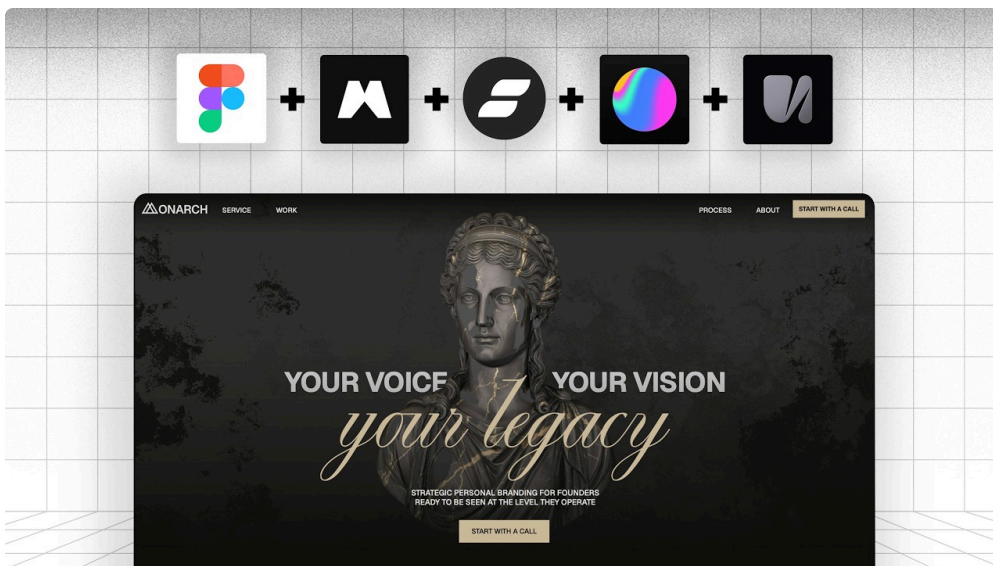 MONARCH
SERVICE
WORK
PROCESS
ABOUT
START WITH A CALL
YOUR VOICE
YOUR VISION
your legacy
STRATEGIC PERSONAL BRANDING FOR FOUNDERS
READY TO BE SEEN AT THE LEVEL THEY OPERATE
START WITH A CALL